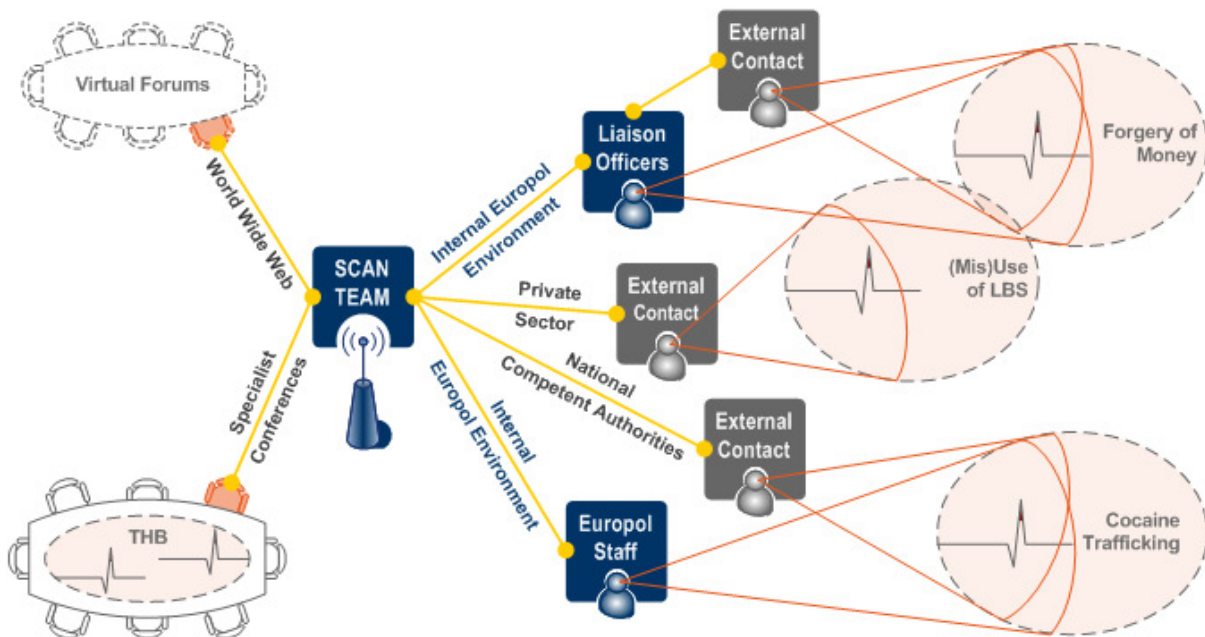 Virtual Forums
World Wide Web
SCAN
TEAM
Specialist
Conferences
THB
Internal Europol
Environment
Liaison
Officers
External
Contact
Forgery of
Money
Private
Sector
External
Contact
(Mis)Use
of LBS
National
Competent Authorities
External
Contact
Internal
Europol Environment
Europol
Staff
Cocaine
Trafficking